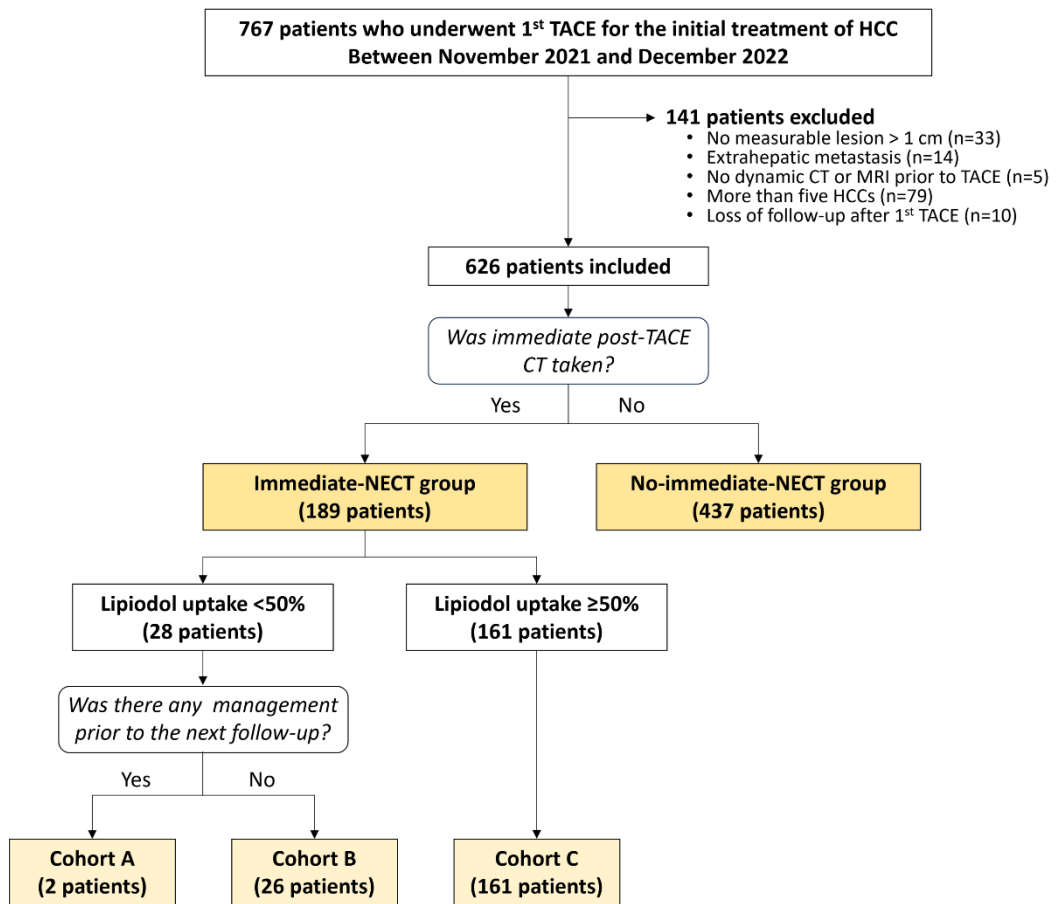 767 patients who underwent 1st TACE for the initial treatment of HCC
Between November 2021 and December 2022
141 patients excluded
• No measurable lesion > 1 cm (n=33)
• Extrahepatic metastasis (n=14)
• No dynamic CT or MRI prior to TACE (n=5)
• More than five HCCs (n=79)
• Loss of follow-up after 1st TACE (n=10)
626 patients included
Was immediate post-TACE
CT taken?
Yes
No
Immediate-NECT group
(189 patients)
No-immediate-NECT group
(437 patients)
Lipiodol uptake <50%
(28 patients)
Lipiodol uptake ≥50%
(161 patients)
Was there any management
prior to the next follow-up?
Yes
No
Cohort A
(2 patients)
Cohort B
(26 patients)
Cohort C
(161 patients)